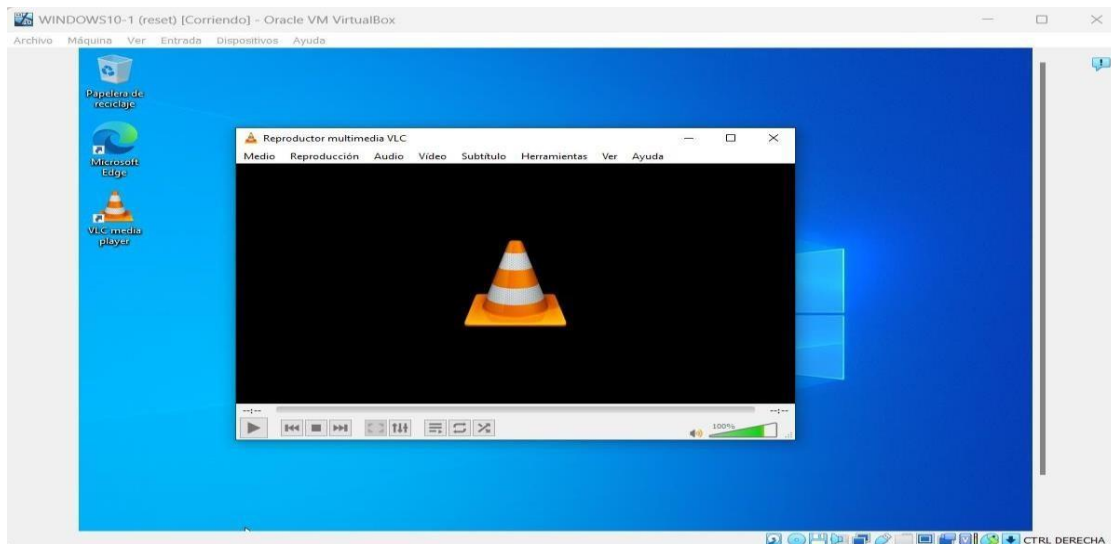 WINDOWS10-1 (reset) [Corriendo] - Oracle VM VirtualBox
Archivo Máquina Ver Entrada Dispositivos Ayuda
Papelera de
reciclaje
Microsoft
Edge
VLC media
player
Reproductor multimedia VLC
Medio Reproducción Audio Vídeo Subtítulo Herramientas Ver Ayuda
--:-- --:--
100%
CTRL DERECHA